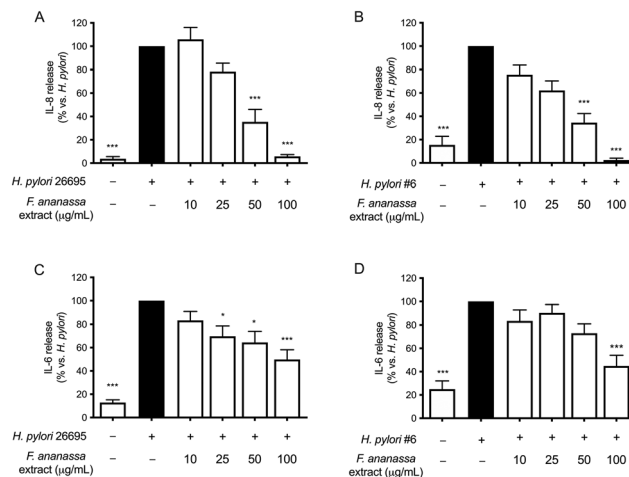 A
IL-8 release
(% vs. H. pylori)
120
100
80
60
40
20
0
***
***
***
H. pylori 26695
– + + + + +
F. ananassa
extract (μg/mL)
– – 10 25 50 100
B
IL-8 release
(% vs. H. pylori)
120
100
80
60
40
20
0
***
***
***
H. pylori #6
– + + + + +
F. ananassa
extract (μg/mL)
– – 10 25 50 100
C
IL-6 release
(% vs. H. pylori)
120
100
80
60
40
20
0
***
*
*
***
H. pylori 26695
– + + + + +
F. ananassa
extract (μg/mL)
– – 10 25 50 100
D
IL-6 release
(% vs. H. pylori)
120
100
80
60
40
20
0
***
***
H. pylori #6
– + + + + +
F. ananassa
extract (μg/mL)
– – 10 25 50 100